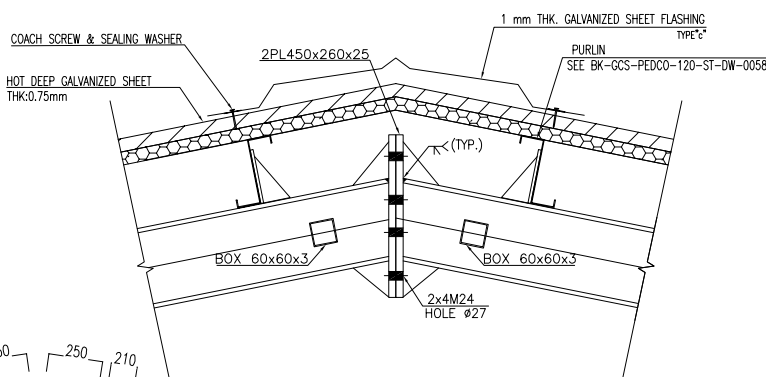 1 mm THK. GALVANIZED SHEET FLASHING
TYPE"c"
COACH SCREW & SEALING WASHER
2PL450x260x25
PURLIN
SEE BK-GCS-PEDCO-120-ST-DW-0058
HOT DEEP GALVANIZED SHEET
THK:0.75mm
(TYP.)
BOX 60x60x3
BOX 60x60x3
2x4M24
HOLE ø27
250
210